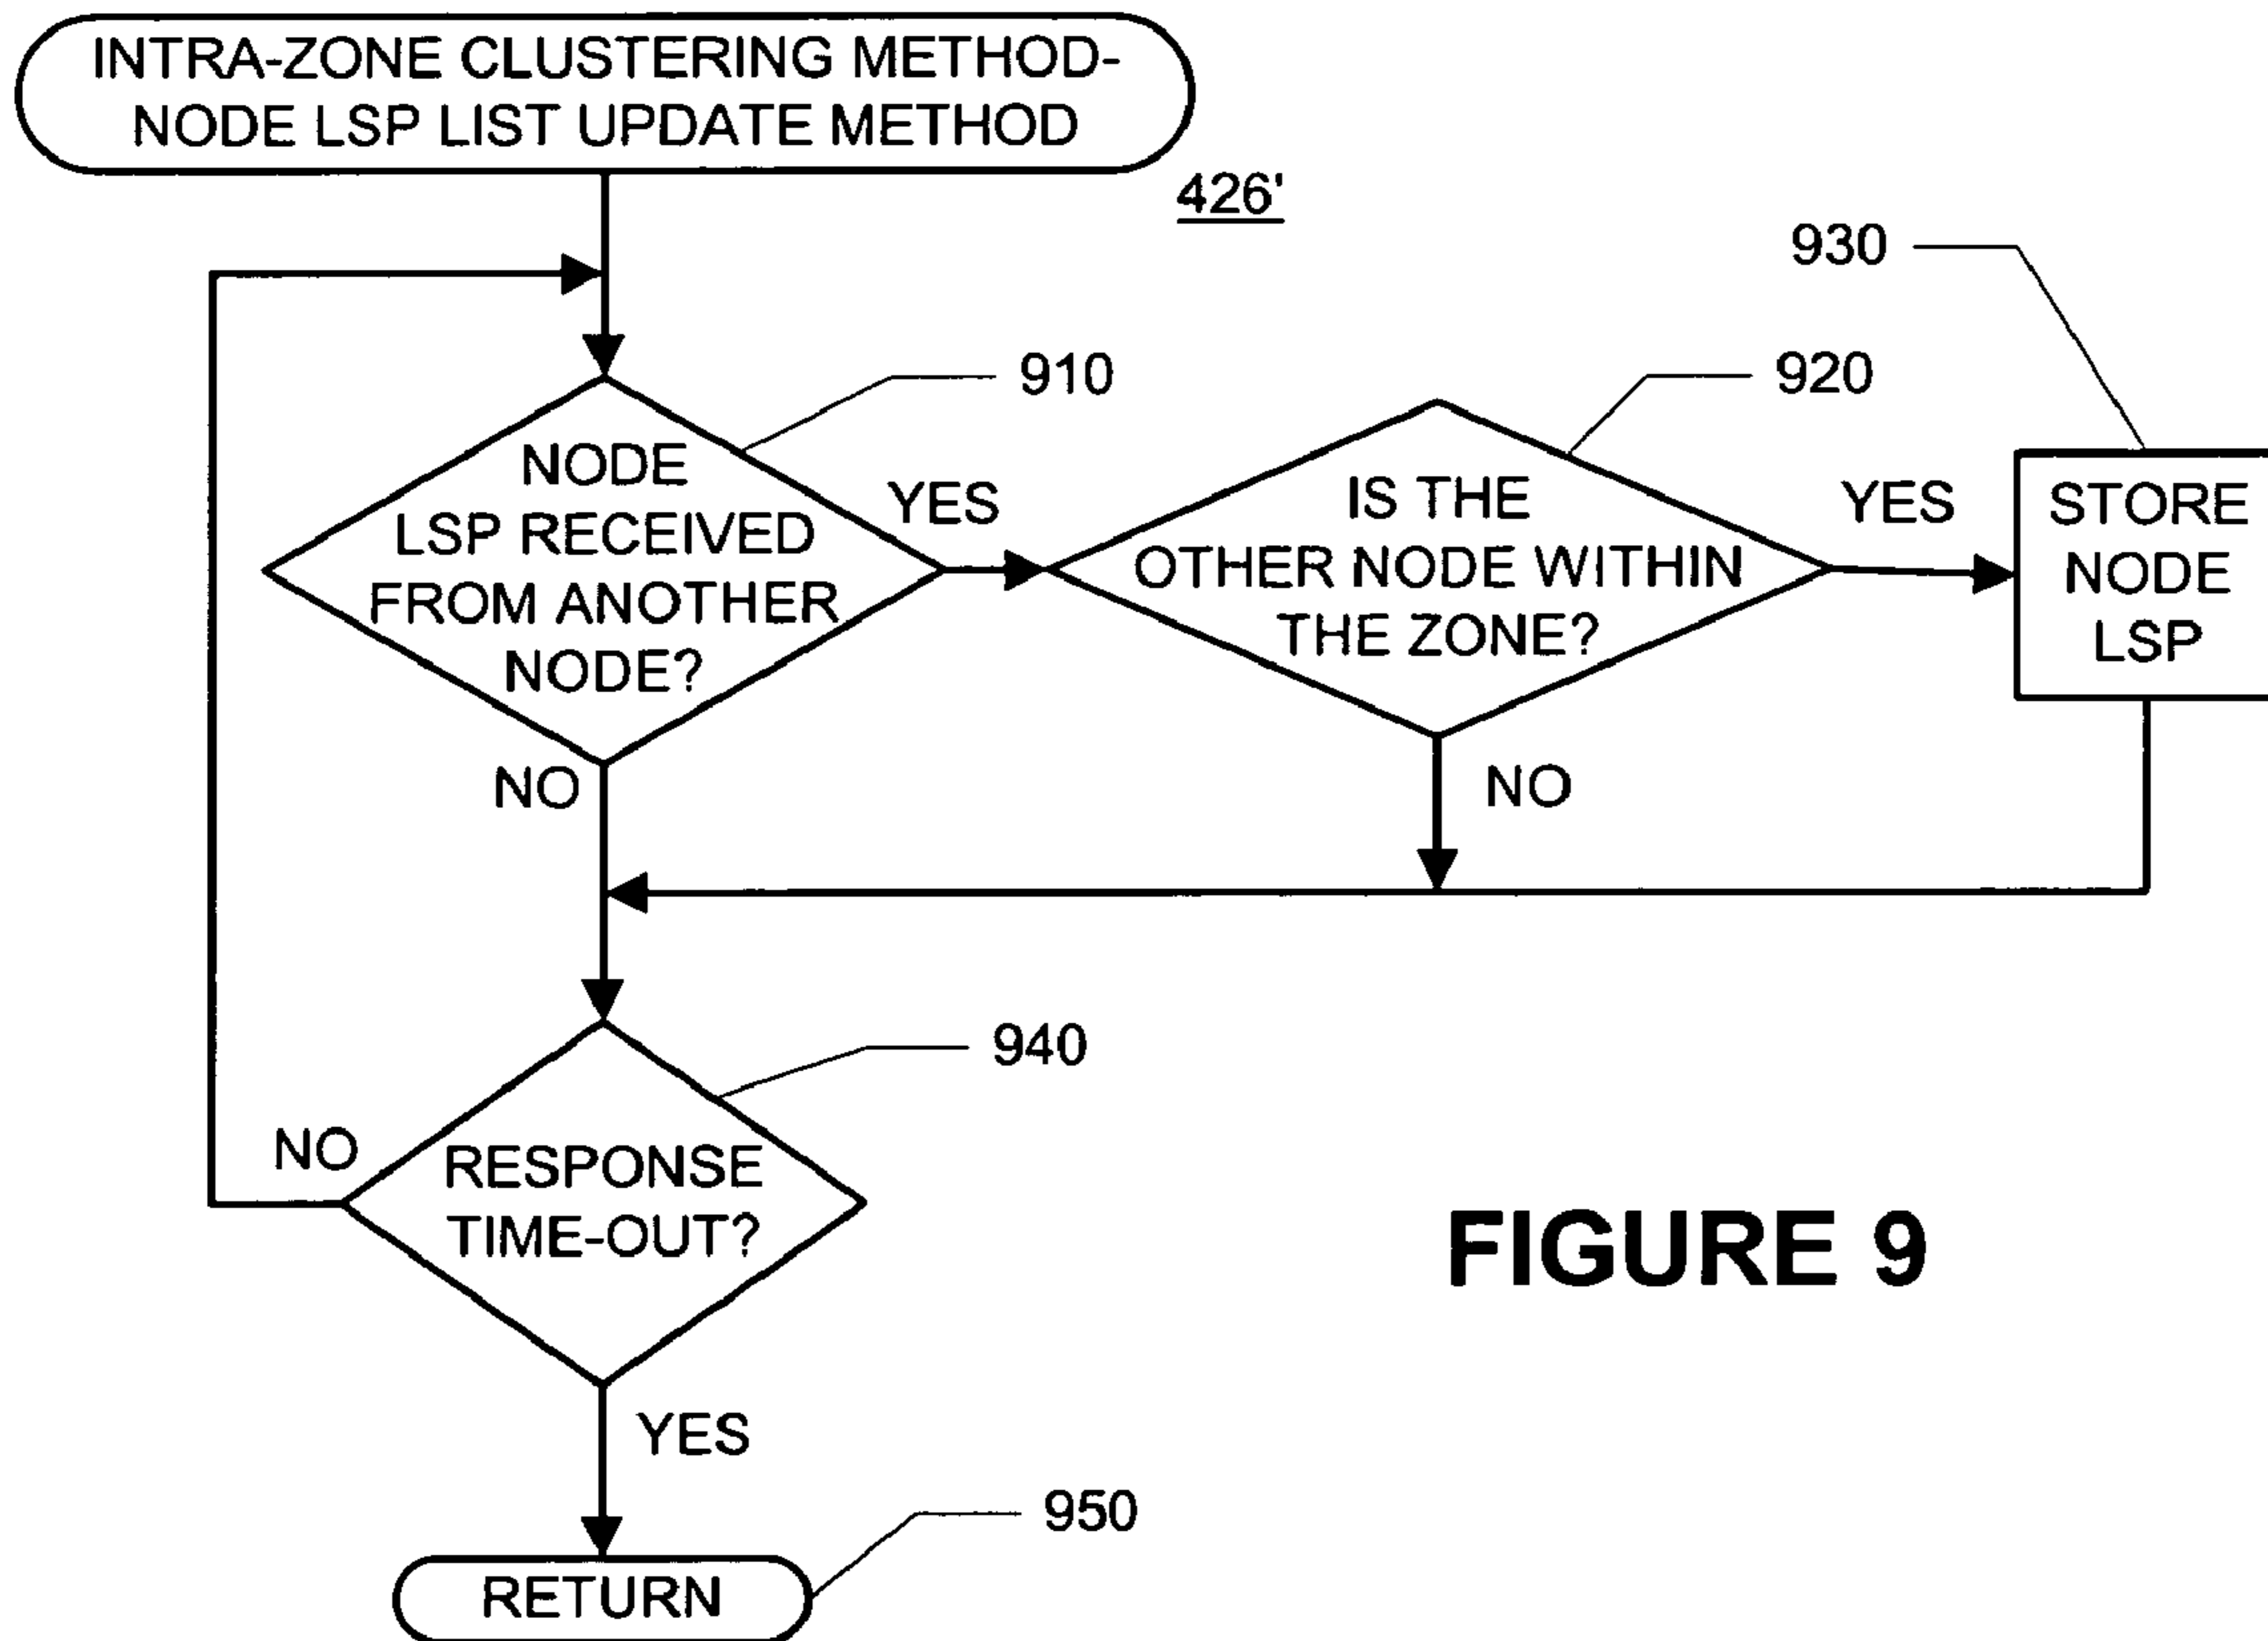 INTRA-ZONE CLUSTERING METHOD-
NODE LSP LIST UPDATE METHOD
426'
930
910
920
NODE
LSP RECEIVED
FROM ANOTHER
NODE?
YES
IS THE
OTHER NODE WITHIN
THE ZONE?
YES
STORE
NODE
LSP
NO
NO
940
NO
RESPONSE
TIME-OUT?
FIGURE 9
YES
950
RETURN